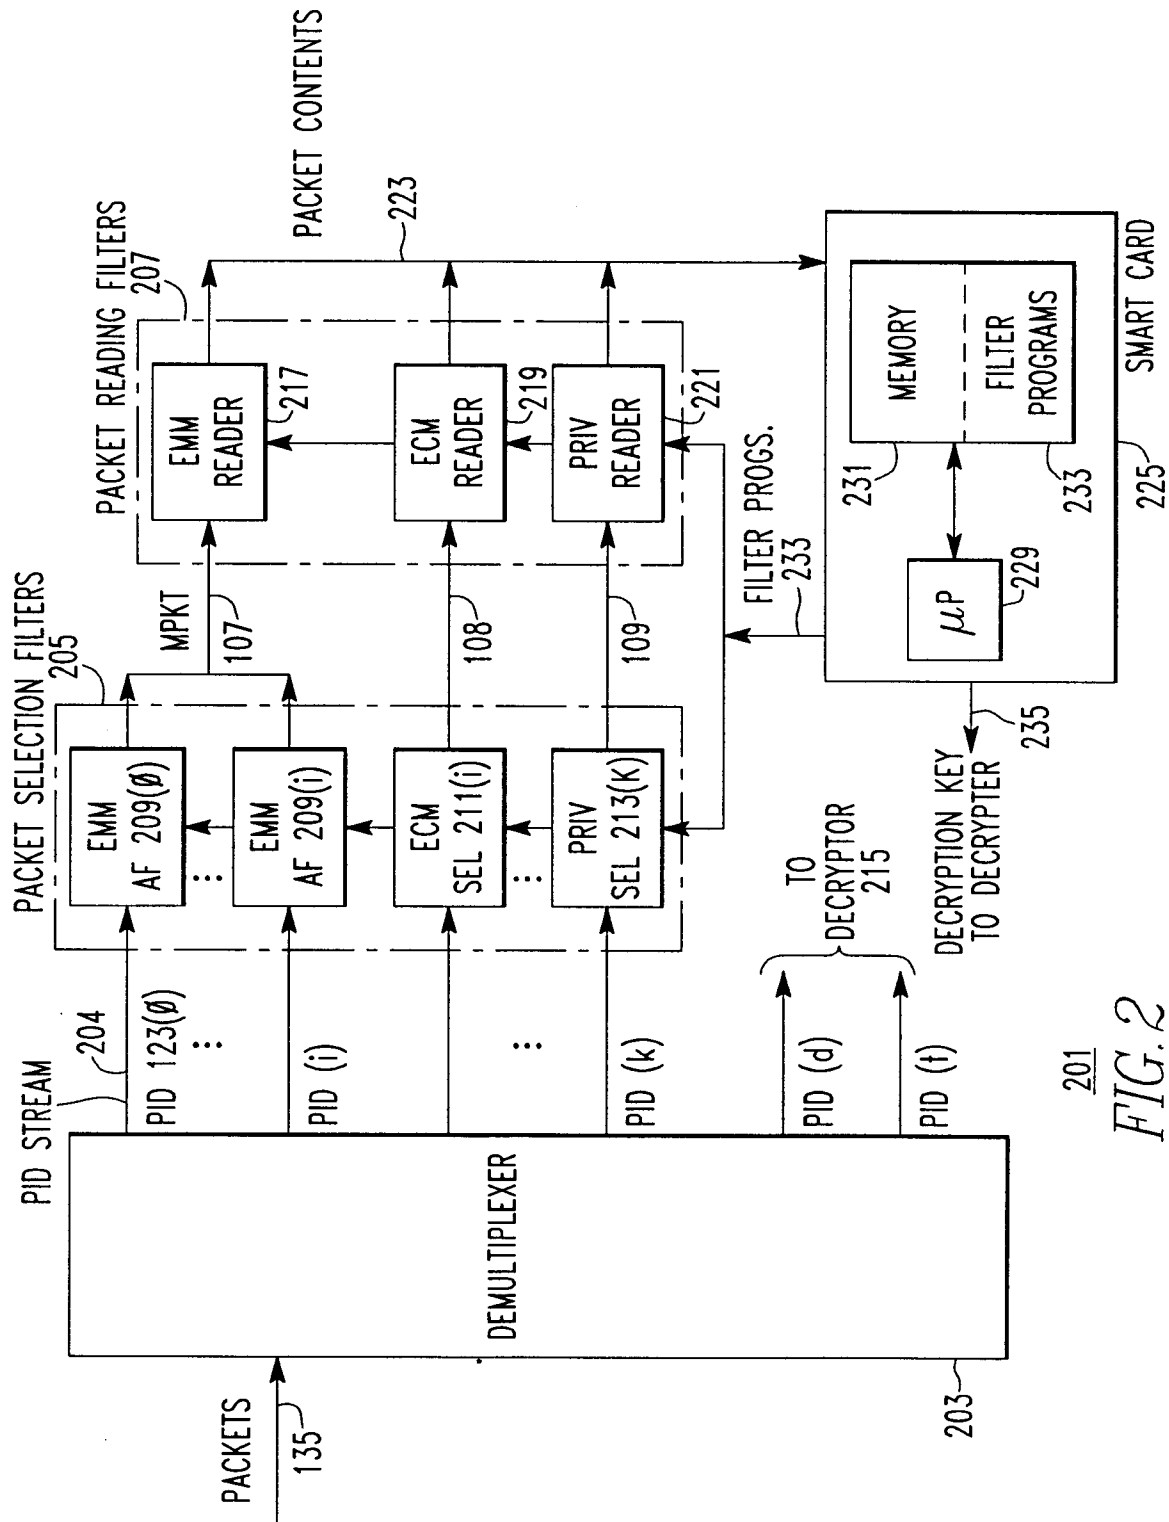 PACKETS
135
DEMULTIPLEXER
203
PID STREAM
204
PID 123(Ø)
⋮
PID (i)
⋮
PID (k)
PID (d)
PID (t)
TO
DECRYPTOR
215
PACKET SELECTION FILTERS
205
EMM
AF 209(Ø)
⋮
EMM
AF 209(i)
ECM
SEL 211(i)
⋮
PRIV
SEL 213(k)
MPKT
107
108
109
PACKET READING FILTERS
207
EMM
READER
217
ECM
READER
219
PRIV
READER
221
PACKET CONTENTS
223
FILTER PROGS.
233
μP
229
MEMORY
231
FILTER
PROGRAMS
233
SMART CARD
225
235
DECRYPTION KEY
TO DECRYPTER
201
FIG. 2